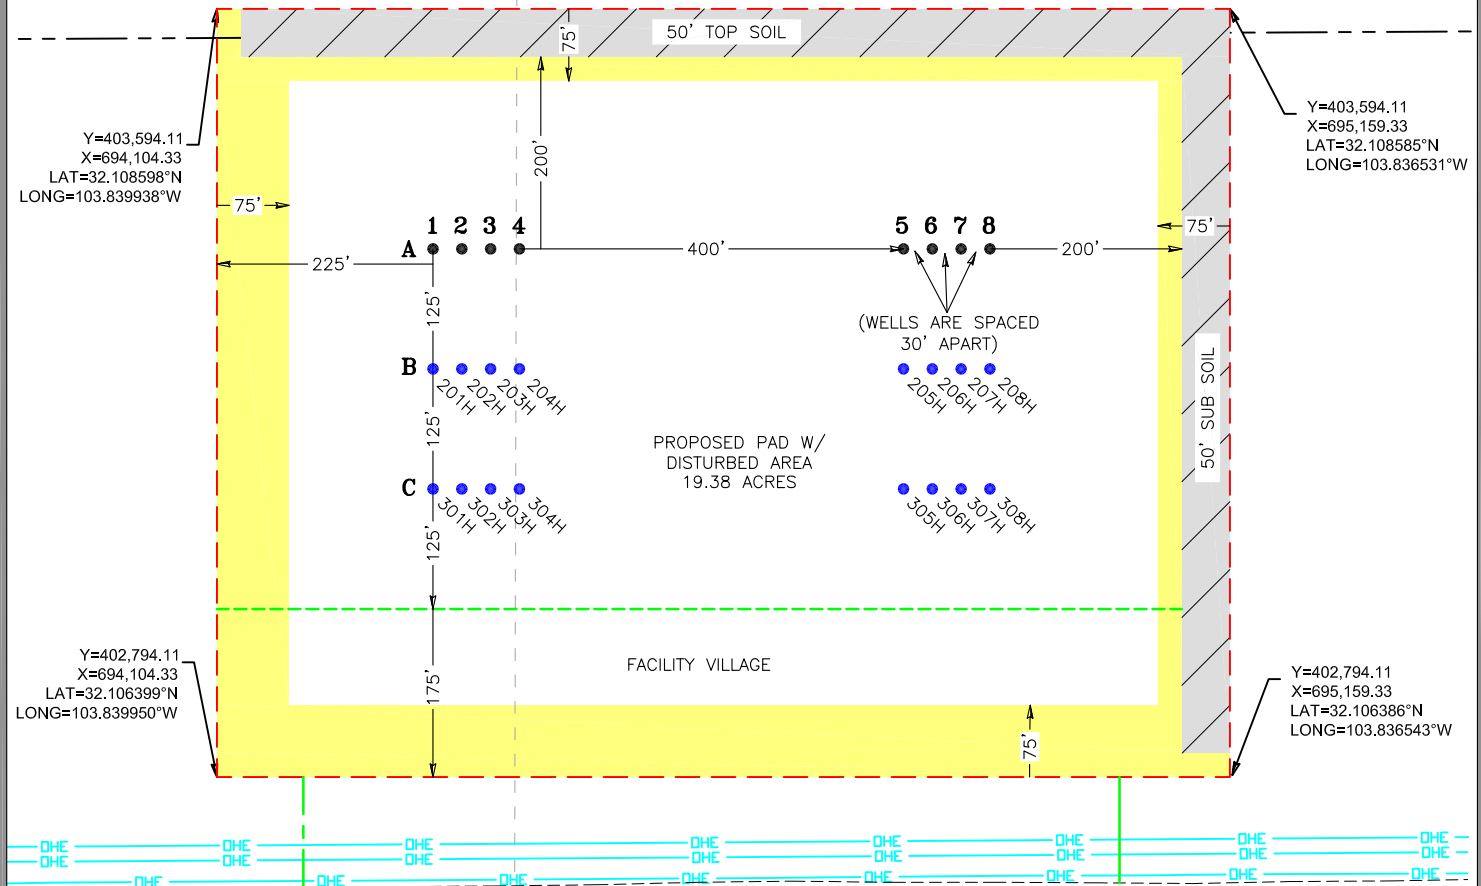 50' TOP SOIL
75'
Y=403,594.11
X=694,104.33
LAT=32.108598°N
LONG=103.839938°W
Y=403,594.11
X=695,159.33
LAT=32.108585°N
LONG=103.836531°W
200'
75'
75'
1 2 3 4
5 6 7 8
A
400'
200'
225'
125'
(WELLS ARE SPACED
30' APART)
B
201H
202H
203H
204H
205H
206H
207H
208H
125'
PROPOSED PAD W/
DISTURBED AREA
19.38 ACRES
50' SUB SOIL
C
301H
302H
303H
304H
305H
306H
307H
308H
125'
FACILITY VILLAGE
175'
75'
Y=402,794.11
X=694,104.33
LAT=32.106399°N
LONG=103.839950°W
Y=402,794.11
X=695,159.33
LAT=32.106386°N
LONG=103.836543°W
OHE OHE OHE OHE OHE OHE OHE OHE
OHE OHE OHE OHE OHE OHE OHE OHE
OHE OHE OHE OHE OHE OHE OHE